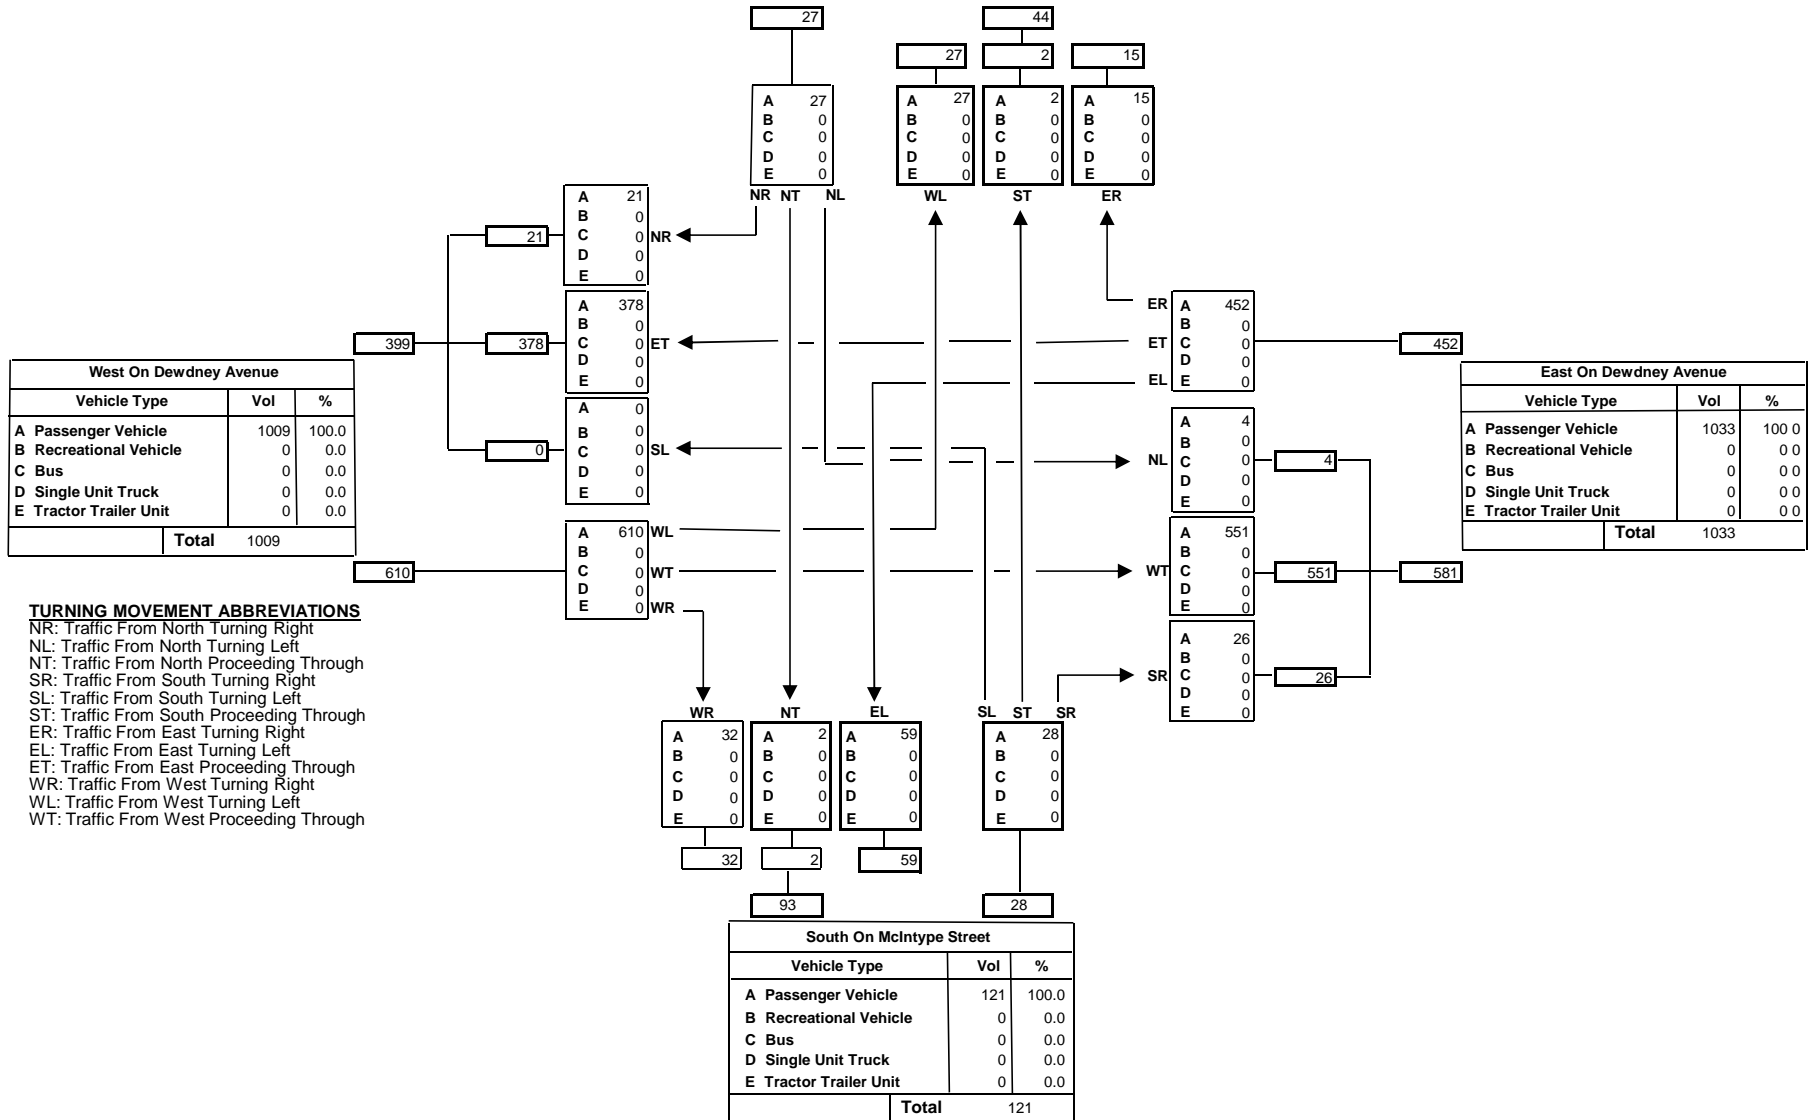 27
44
27
2
15
A 27
B 0
C 0
D 0
E 0
A 27
B 0
C 0
D 0
E 0
A 2
B 0
C 0
D 0
E 0
A 15
B 0
C 0
D 0
E 0
NR NT NL
WL
ST
ER
21
A 21
B 0
C 0 NR
D 0
E 0
399
378
A 378
B 0
C 0 ET
D 0
E 0
0
A 0
B 0
C 0 SL
D 0
E 0
610
A 610 WL
B 0
C 0 WT
D 0
E 0 WR
ER A 452
B 0
ET C 0
D 0
EL E 0
452
A 4
B 0
NL C 0
D 0
E 0
4
A 551
B 0
WT C 0
D 0
E 0
551
581
A 26
B 0
SR C 0
D 0
E 0
26
West On Dewdney Avenue
Vehicle Type Vol %
A Passenger Vehicle 1009 100.0
B Recreational Vehicle 0 0.0
C Bus 0 0.0
D Single Unit Truck 0 0.0
E Tractor Trailer Unit 0 0.0
Total 1009
East On Dewdney Avenue
Vehicle Type Vol %
A Passenger Vehicle 1033 100 0
B Recreational Vehicle 0 0 0
C Bus 0 0 0
D Single Unit Truck 0 0 0
E Tractor Trailer Unit 0 0 0
Total 1033
TURNING MOVEMENT ABBREVIATIONS
NR: Traffic From North Turning Right
NL: Traffic From North Turning Left
NT: Traffic From North Proceeding Through
SR: Traffic From South Turning Right
SL: Traffic From South Turning Left
ST: Traffic From South Proceeding Through
ER: Traffic From East Turning Right
EL: Traffic From East Turning Left
ET: Traffic From East Proceeding Through
WR: Traffic From West Turning Right
WL: Traffic From West Turning Left
WT: Traffic From West Proceeding Through
WR
NT
EL
SL ST SR
A 32
B 0
C 0
D 0
E 0
A 2
B 0
C 0
D 0
E 0
A 59
B 0
C 0
D 0
E 0
A 28
B 0
C 0
D 0
E 0
32
2
59
93
28
South On McIntype Street
Vehicle Type Vol %
A Passenger Vehicle 121 100.0
B Recreational Vehicle 0 0.0
C Bus 0 0.0
D Single Unit Truck 0 0.0
E Tractor Trailer Unit 0 0.0
Total 121